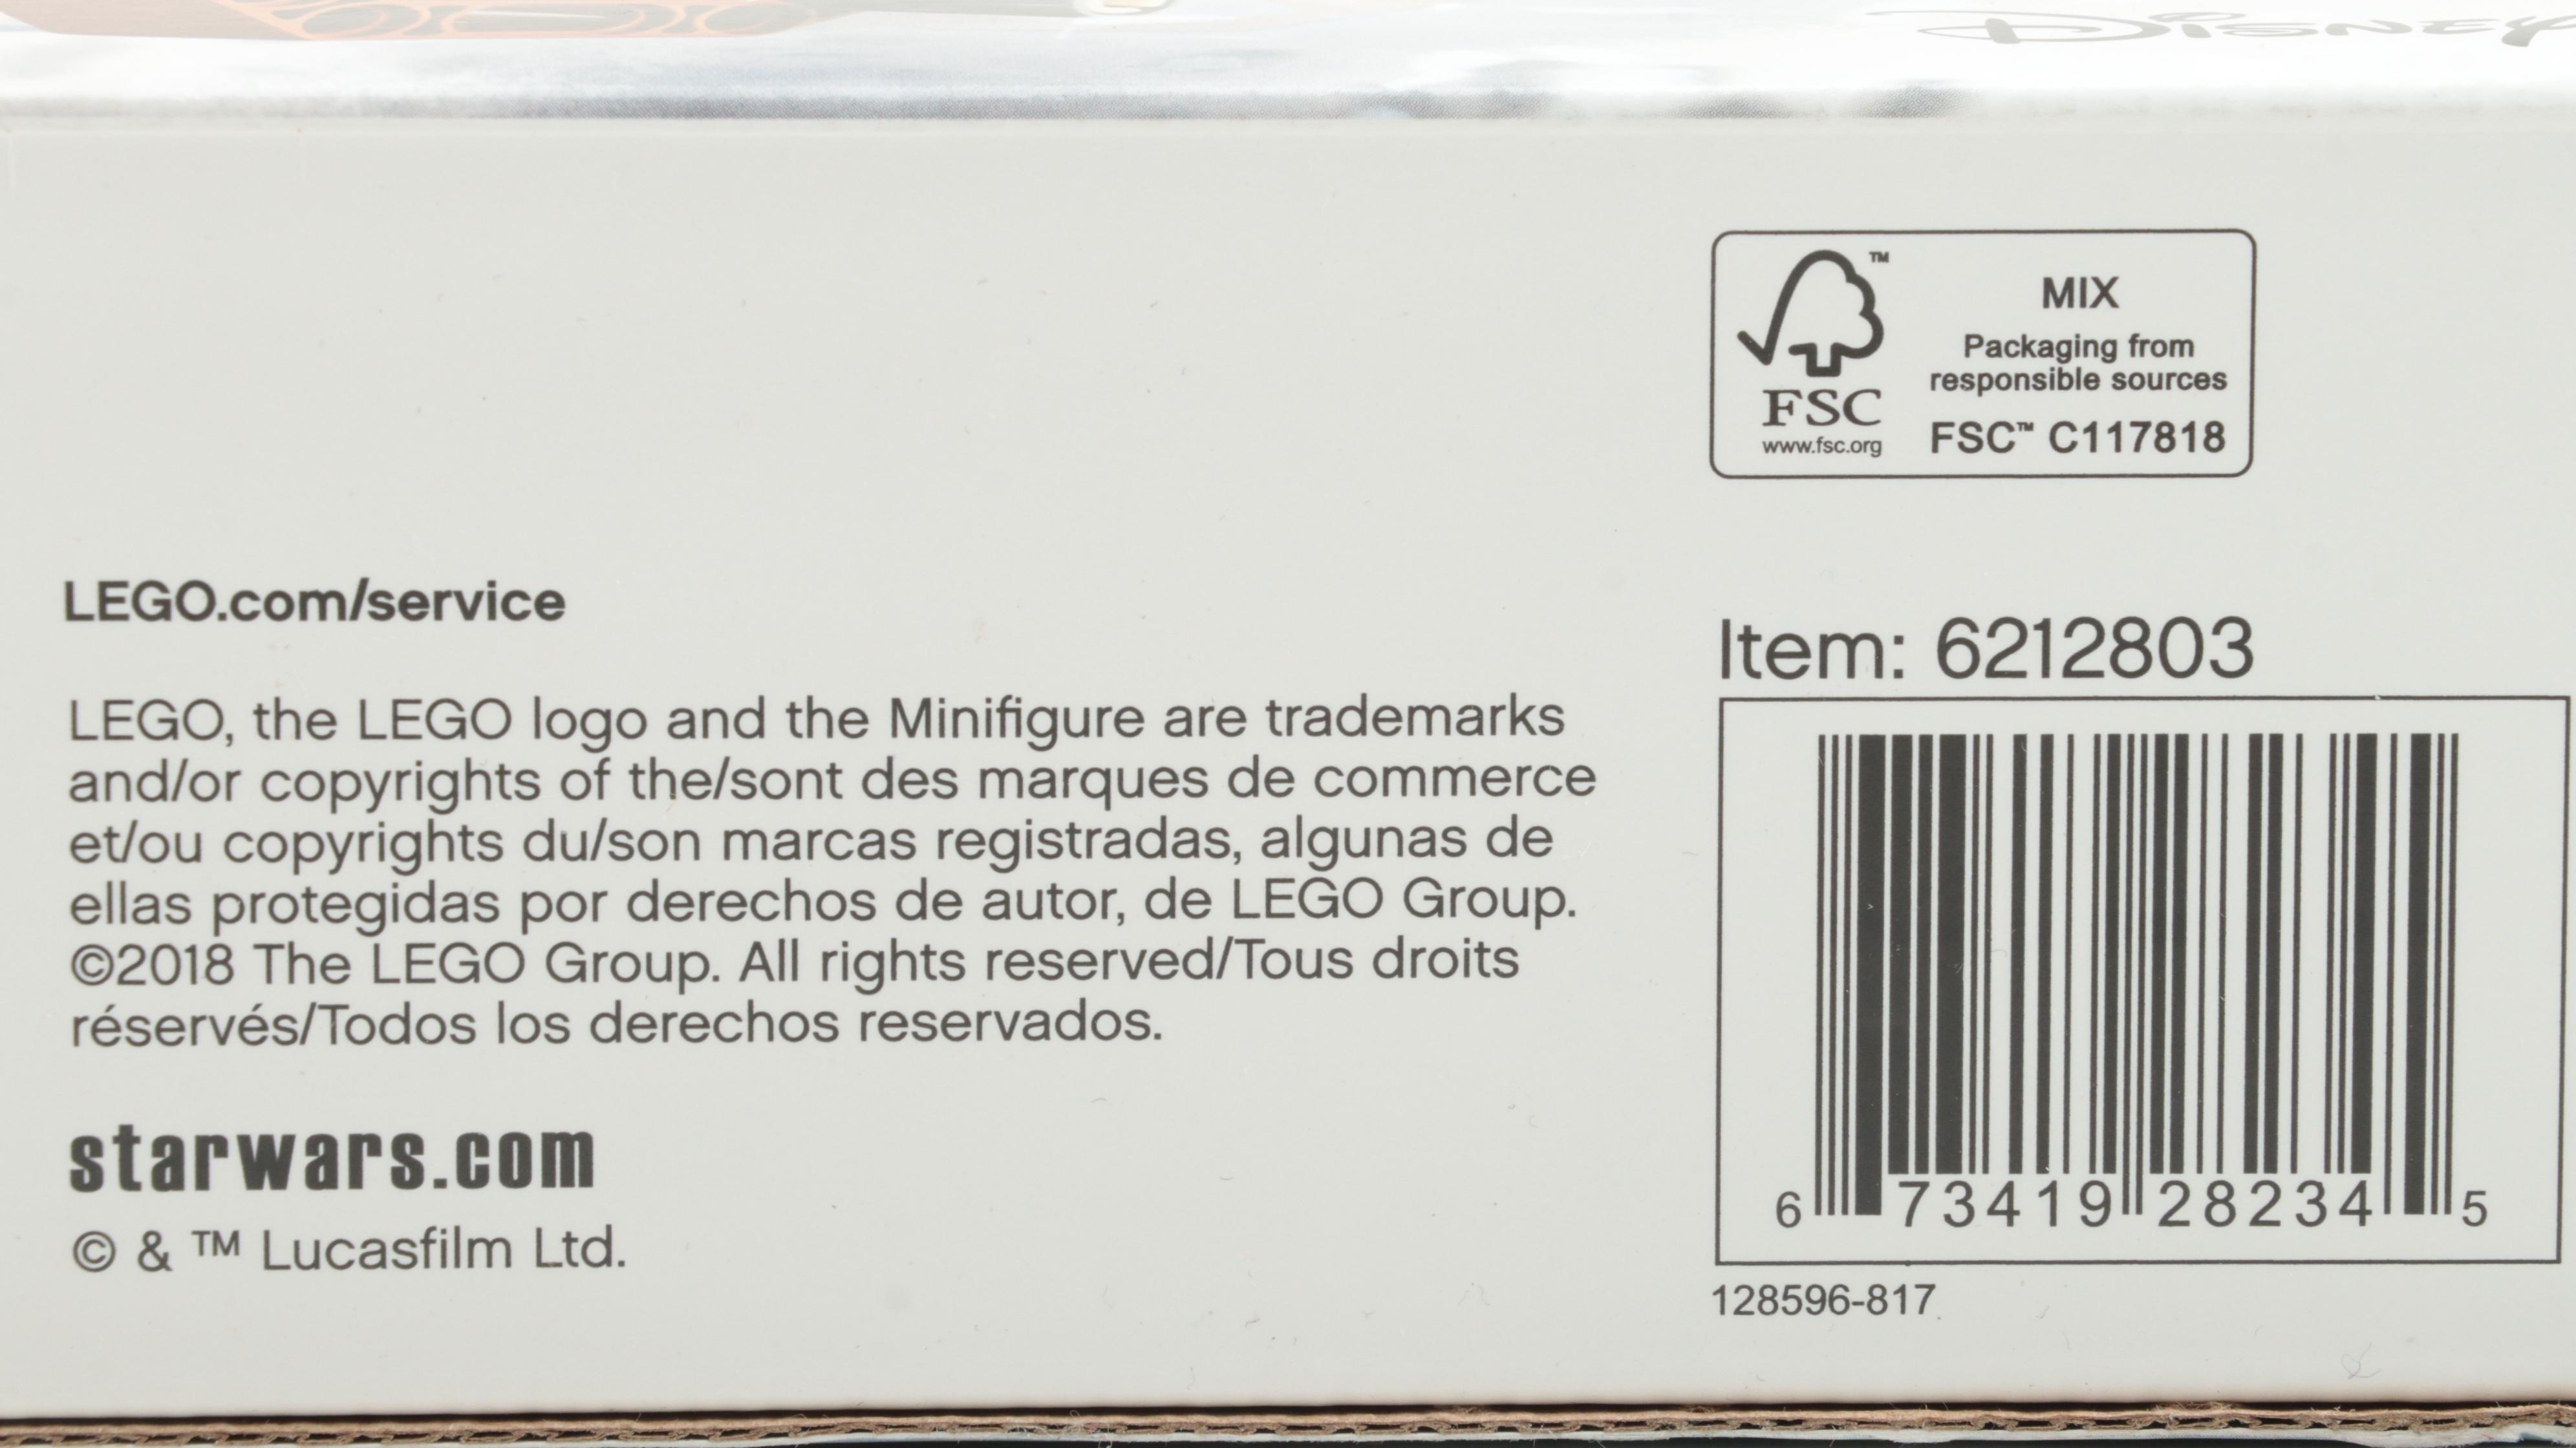 Disney
™
MIX
Packaging from
responsible sources
FSC
www.fsc.org
FSC™ C117818
LEGO.com/service
LEGO, the LEGO logo and the Minifigure are trademarks
and/or copyrights of the/sont des marques de commerce
et/ou copyrights du/son marcas registradas, algunas de
ellas protegidas por derechos de autor, de LEGO Group.
©2018 The LEGO Group. All rights reserved/Tous droits
réservés/Todos los derechos reservados.
starwars.com
© & ™ Lucasfilm Ltd.
Item: 6212803
6 73419 28234 5
128596-817